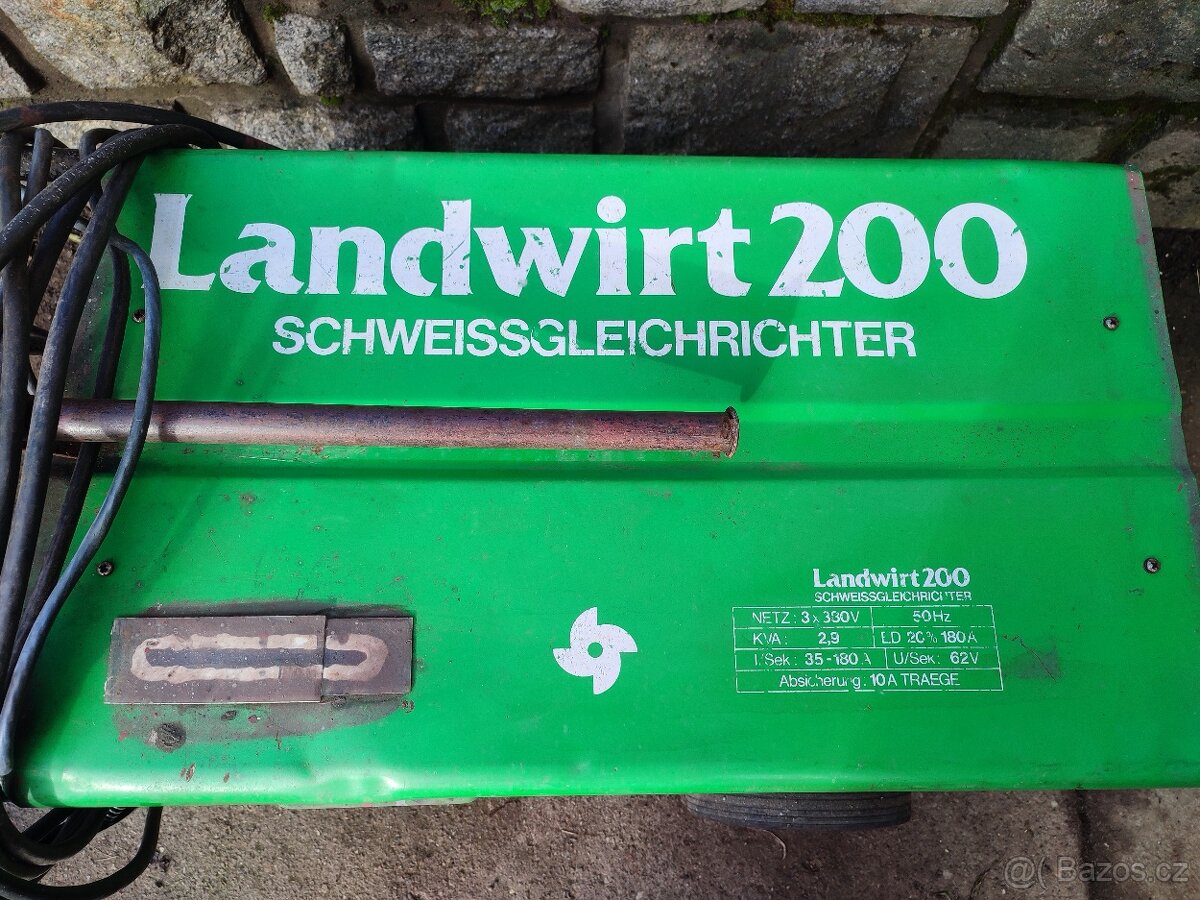 Landwirt 200
SCHWEISSGLEICHRICHTER
Landwirt 200
SCHWEISSGLEICHRICHTER
NETZ: 3 x 380V 50Hz
KVA: 2,9 ED 20% 180A
I/Sek: 35-180A U/Sek: 62V
Absicherung: 10A TRAEGE
@( Bazos.cz